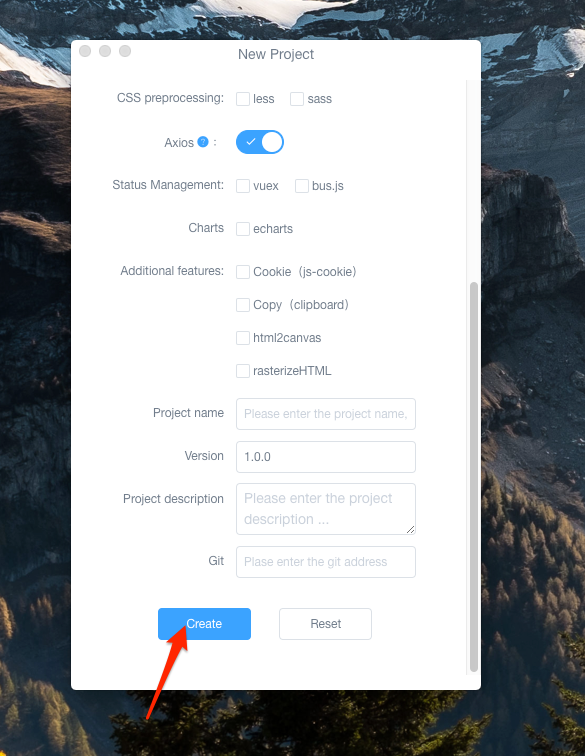 New Project
CSS preprocessing: less sass
Axios ? :
Status Management: vuex bus.js
Charts echarts
Additional features: Cookie（js-cookie）
Copy（clipboard）
html2canvas
rasterizeHTML
Project name Please enter the project name,
Version 1.0.0
Project description Please enter the project
description ...
Git Plase enter the git address
Create Reset